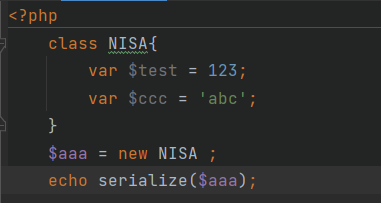 <?php
class NISA{
var $test = 123;
var $ccc = 'abc';
}
$aaa = new NISA ;
echo serialize($aaa);